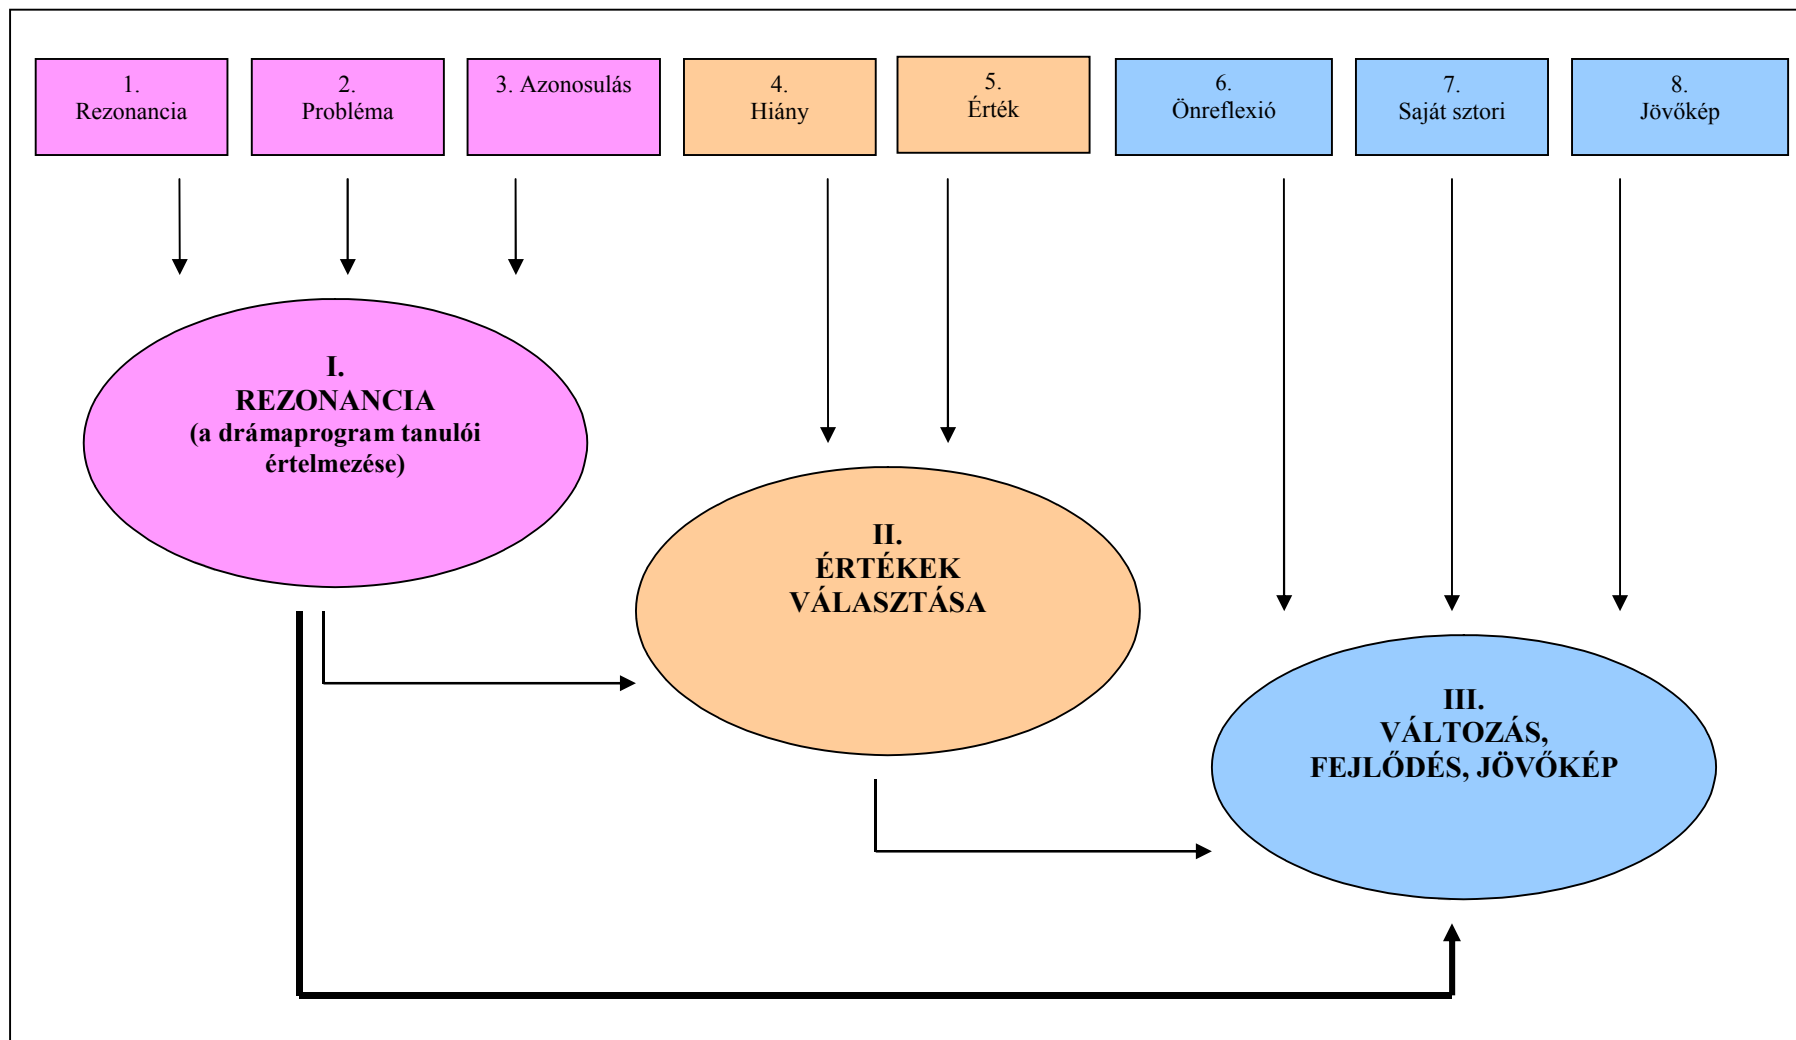 1.
Rezonancia
2.
Probléma
3. Azonosulás
4.
Hiány
5.
Érték
6.
Önreflexió
7.
Saját sztori
8.
Jövőkép
I.
REZONANCIA
(a drámaprogram tanulói
értelmezése)
II.
ÉRTÉKEK
VÁLASZTÁSA
III.
VÁLTOZÁS,
FEJLŐDÉS, JÖVŐKÉP